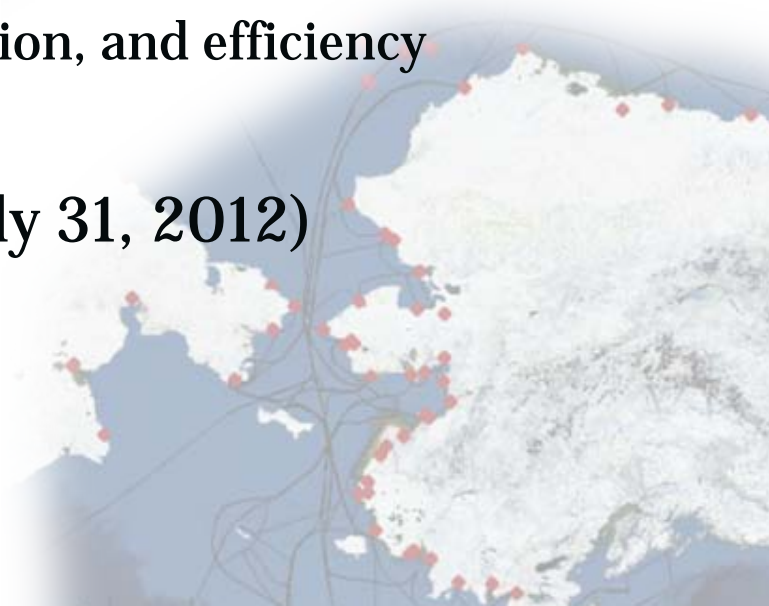 ion, and efficiency
ly 31, 2012)